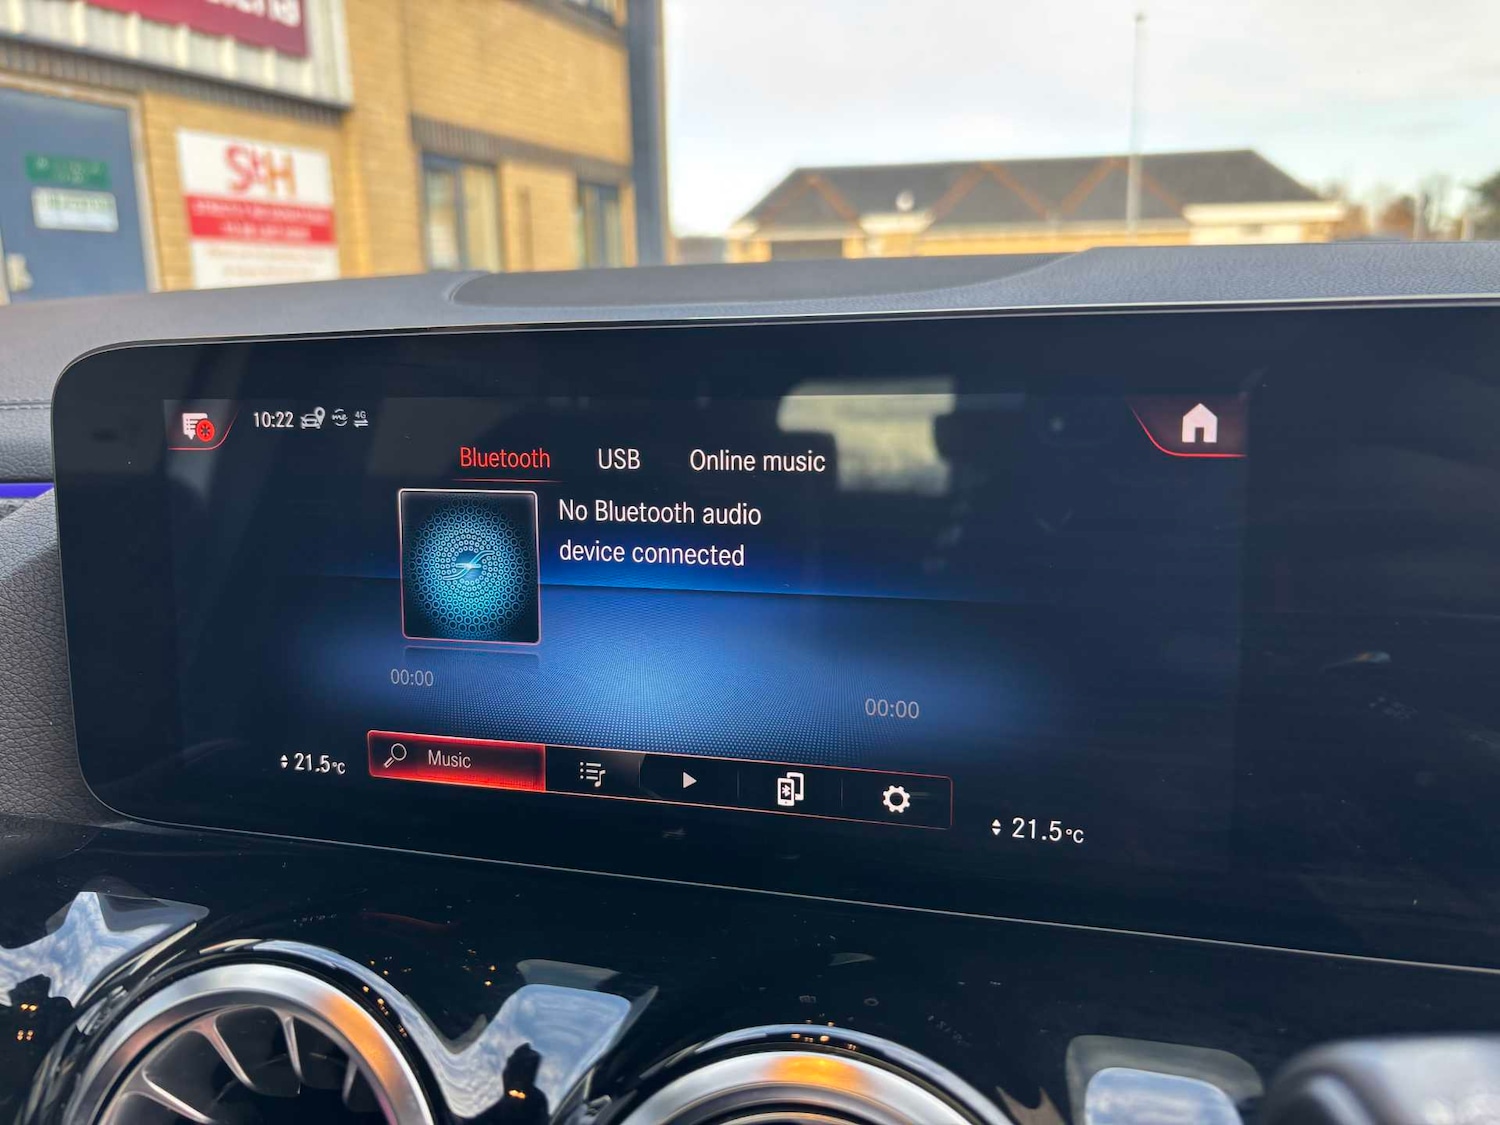 10:22
me
4G
Bluetooth
USB
Online music
No Bluetooth audio
device connected
00:00
00:00
21.5°C
Music
21.5°C